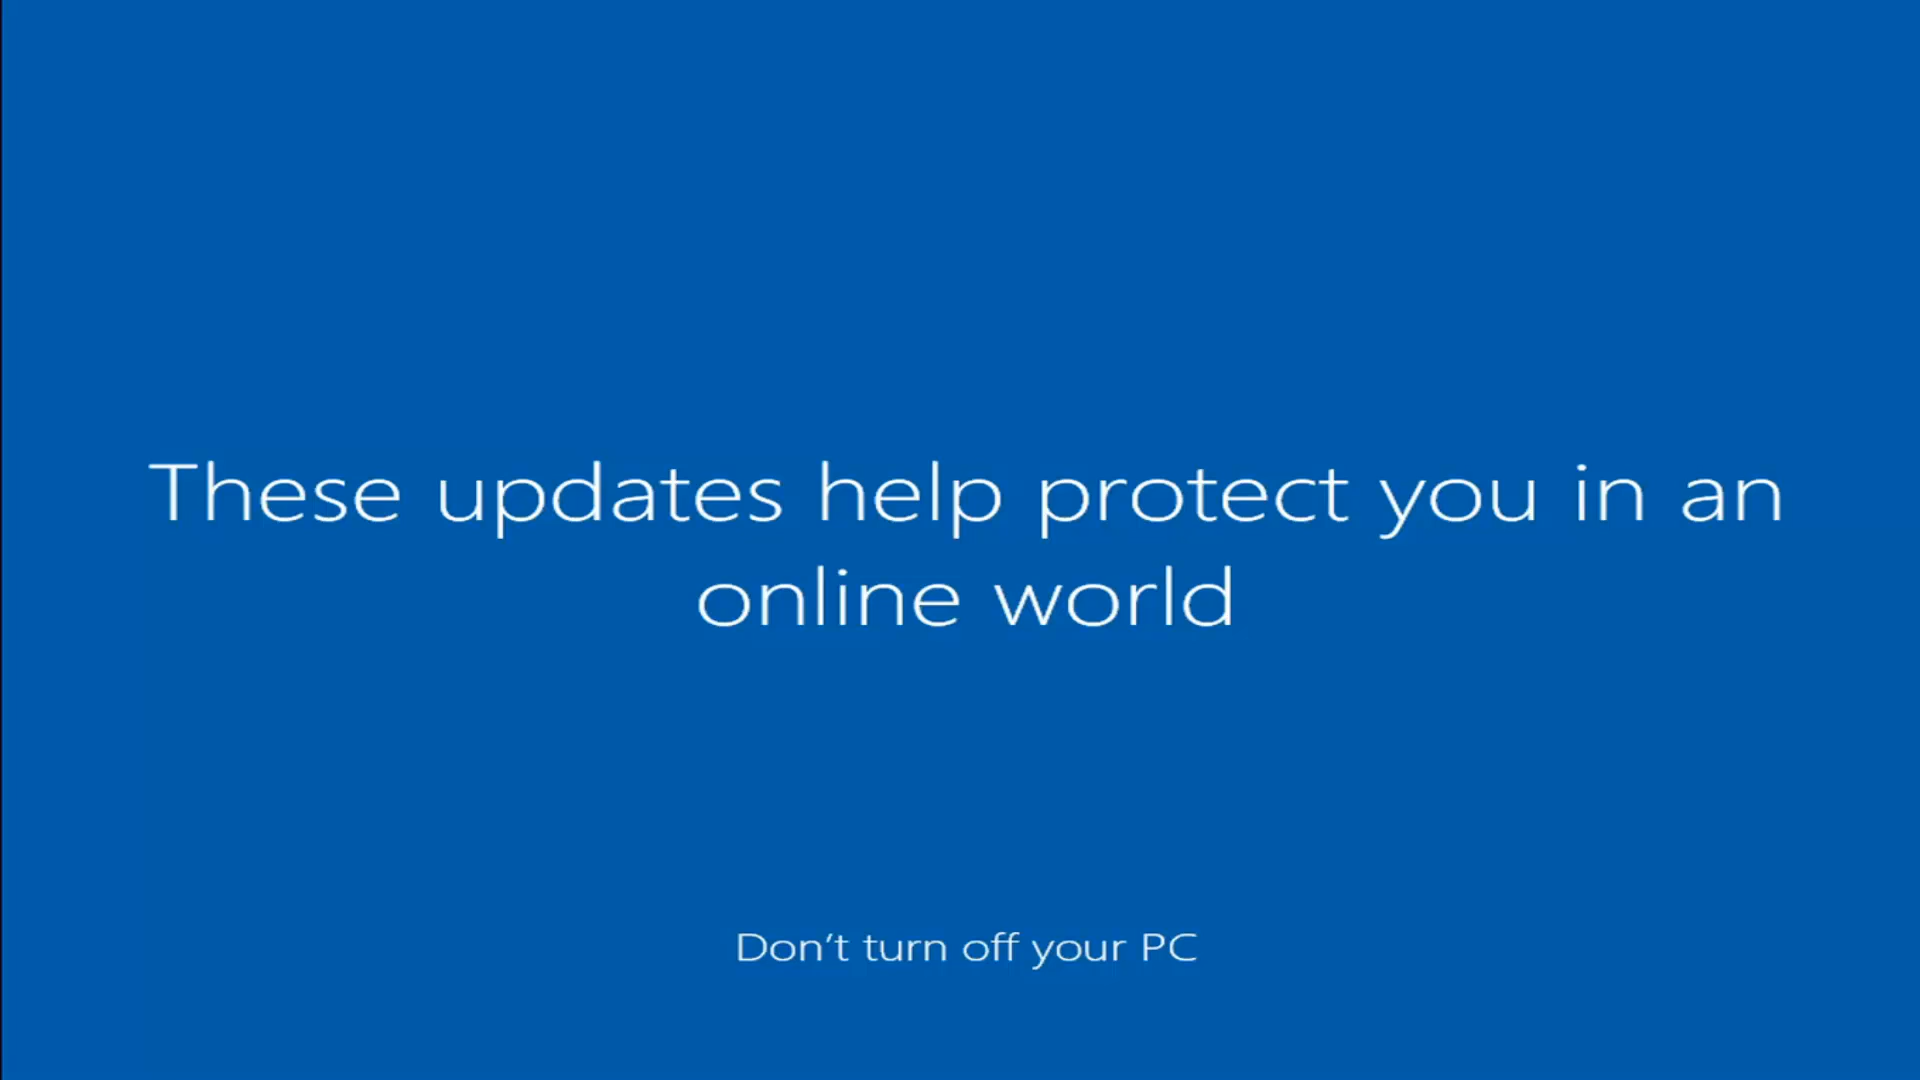 These updates help protect you in an
online world
Don’t turn off your PC